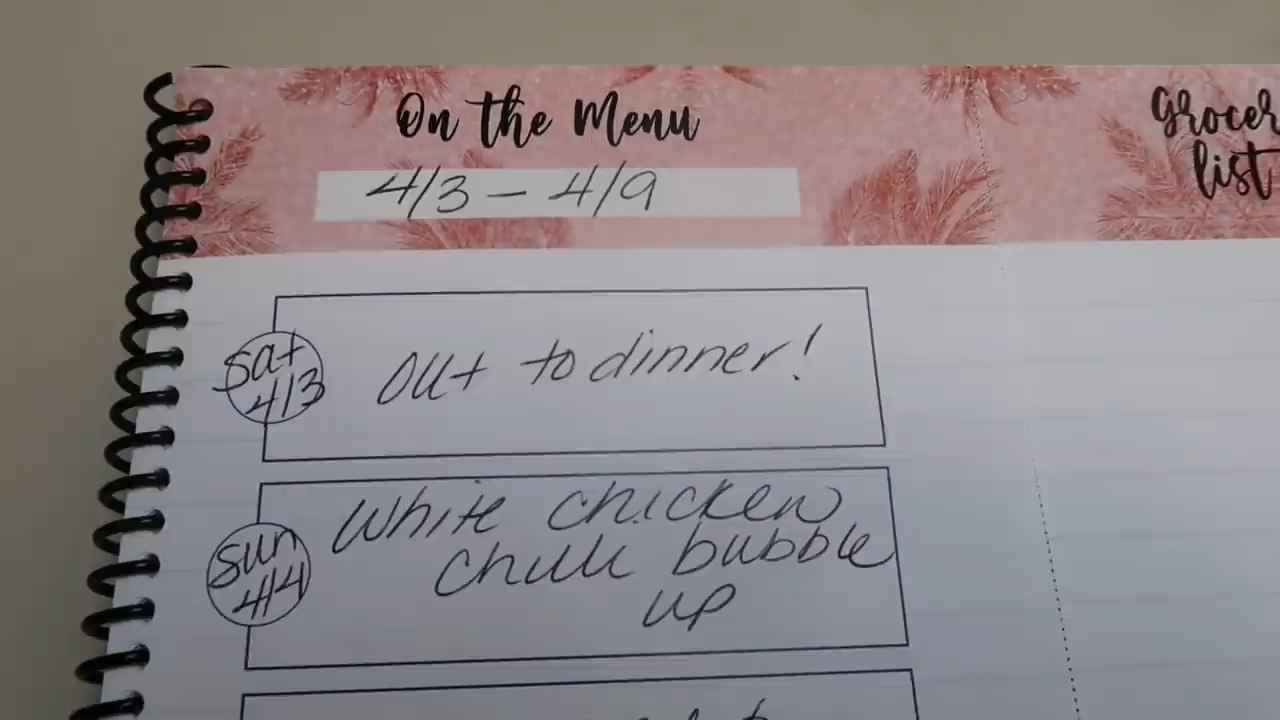 On the Menu
Grocer
list
4/3 - 4/9
Sat
4/3
Out to dinner!
Sun
4/4
White chicken
chili bubble
up